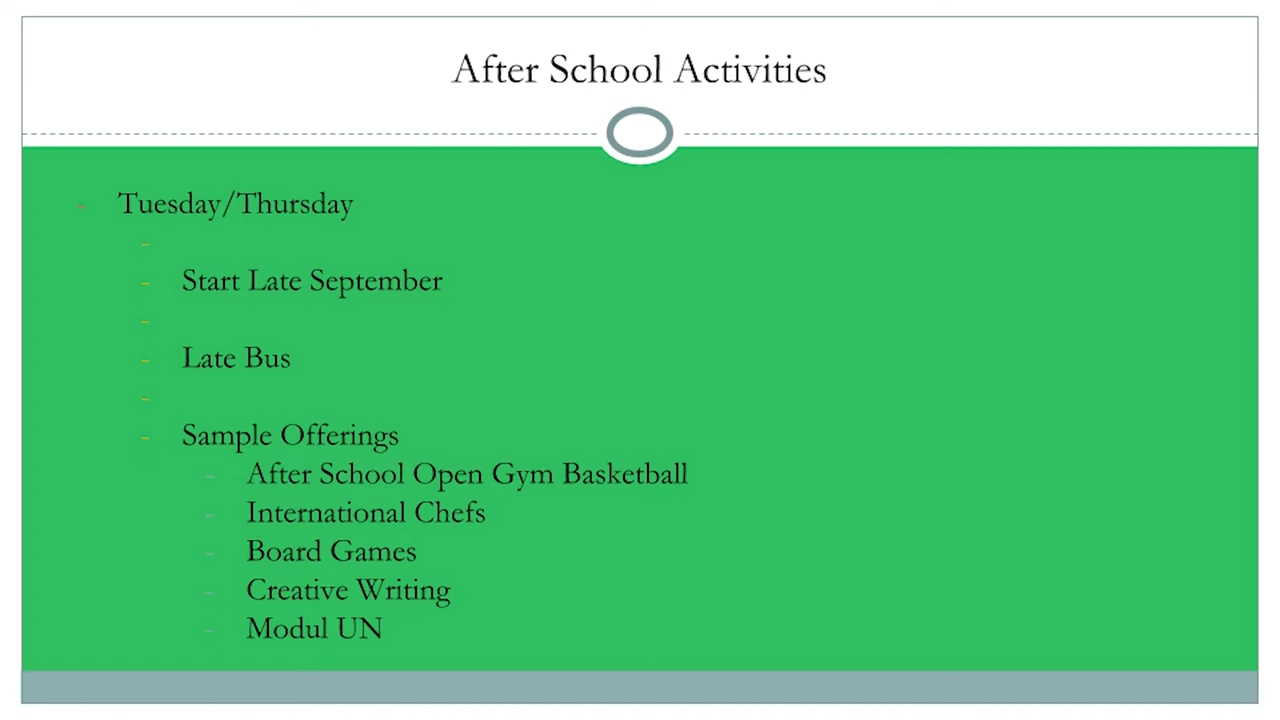 After School Activities
- Tuesday/Thursday
-
- Start Late September
-
- Late Bus
-
- Sample Offerings
- After School Open Gym Basketball
- International Chefs
- Board Games
- Creative Writing
- Modul UN